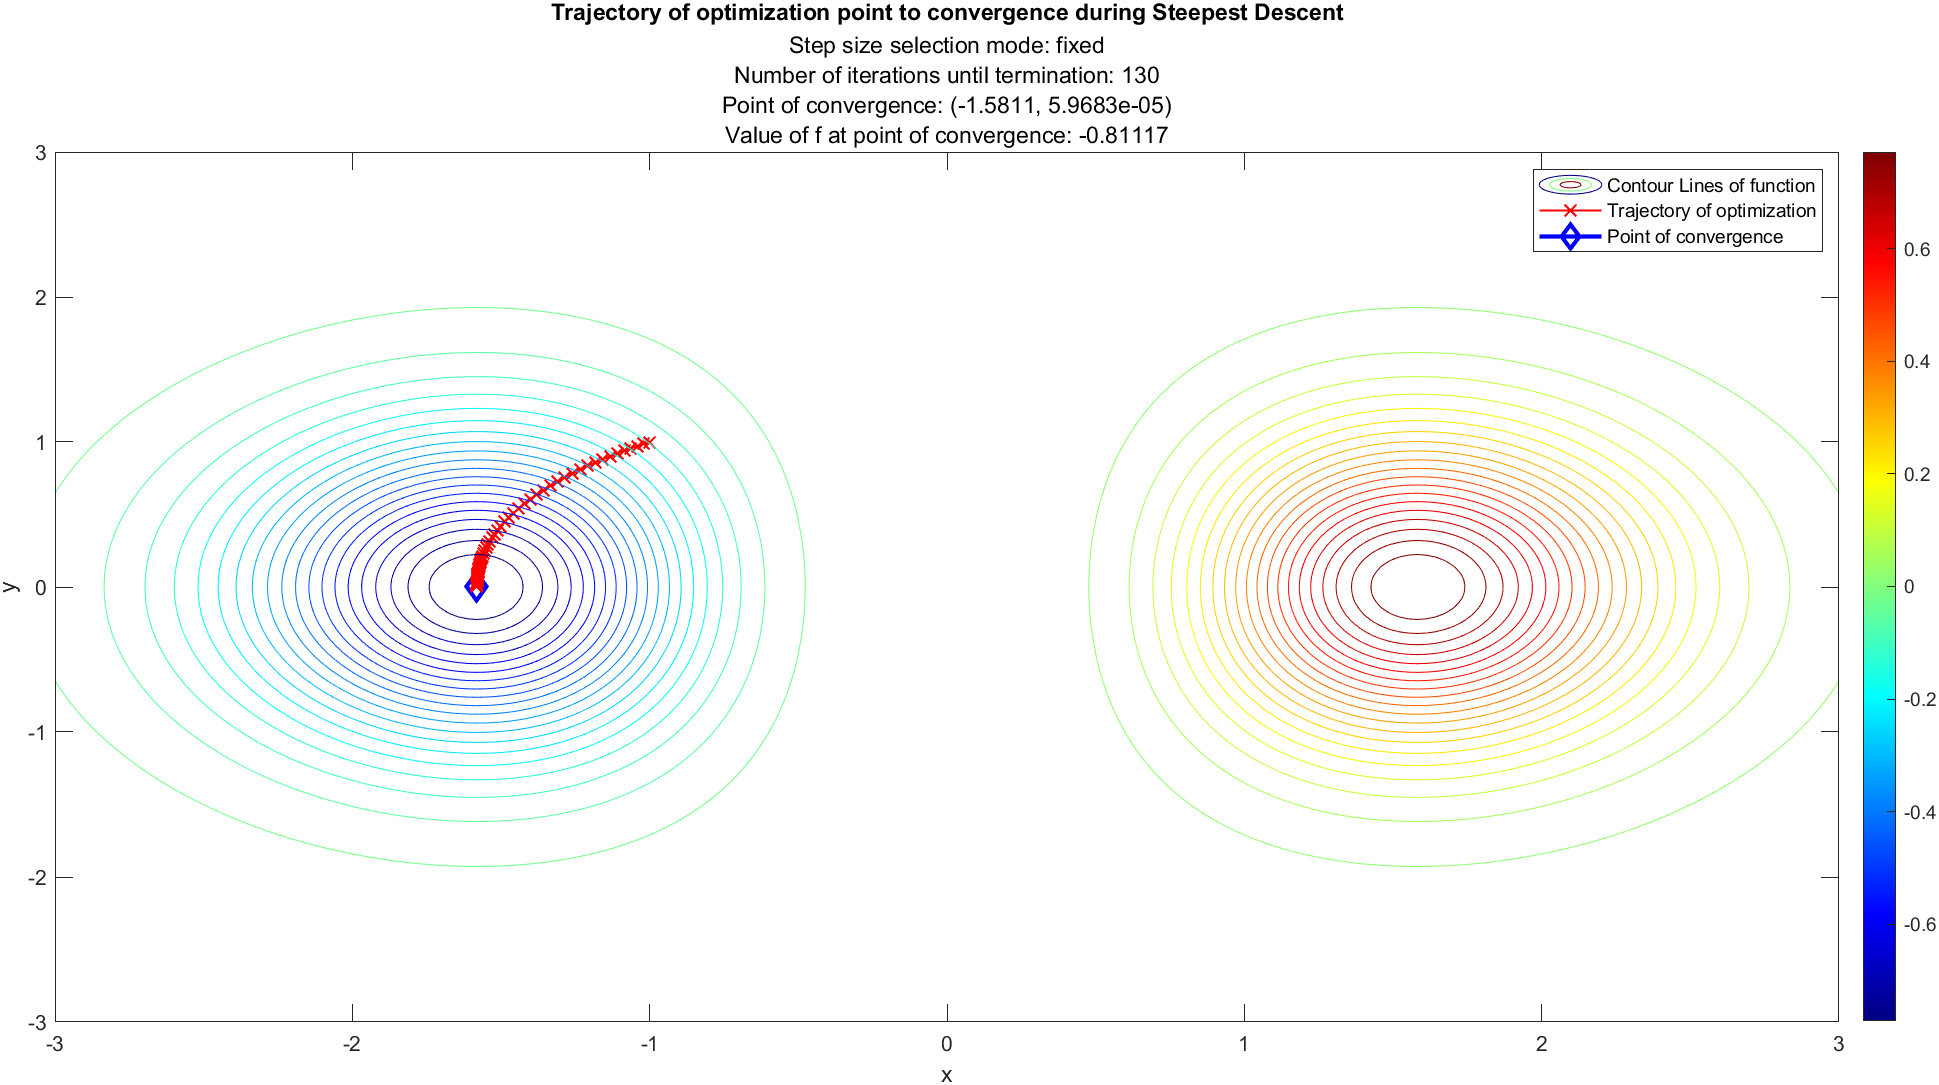 Trajectory of optimization point to convergence during Steepest Descent
Step size selection mode: fixed
Number of iterations until termination: 130
Point of convergence: (-1.5811, 5.9683e-05)
Value of f at point of convergence: -0.81117
Contour Lines of function
Trajectory of optimization
Point of convergence
3
2
1
0
-1
-2
-3
y
-3
-2
-1
0
1
2
3
x
0.6
0.4
0.2
0
-0.2
-0.4
-0.6